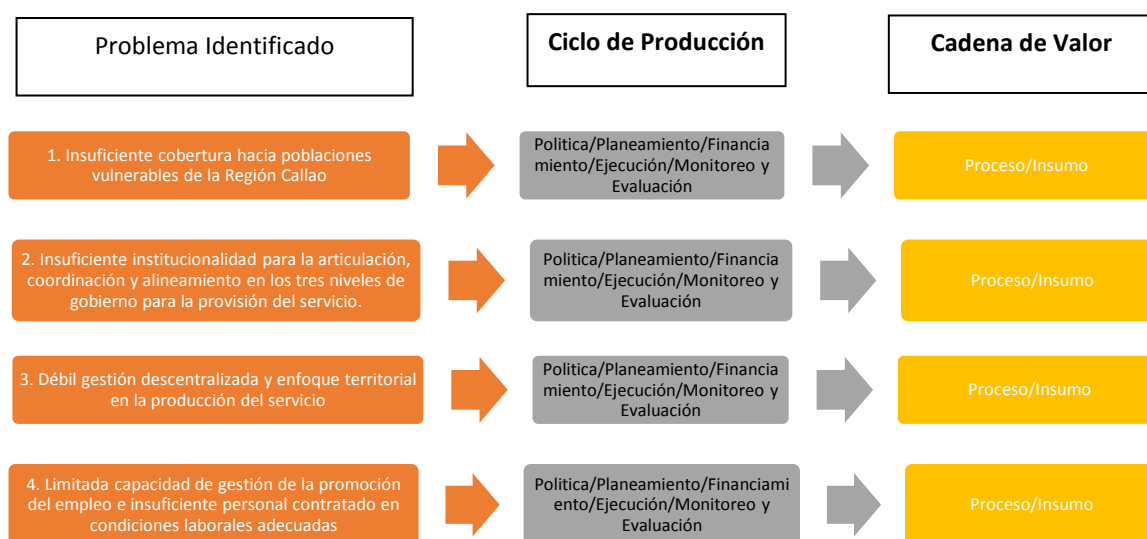 Problema Identificado
Ciclo de Producción
Cadena de Valor
1. Insuficiente cobertura hacia poblaciones
vulnerables de la Región Callao
Politica/Planeamiento/Financia
miento/Ejecución/Monitoreo y
Evaluación
Proceso/Insumo
2. Insuficiente institucionalidad para la articulación,
coordinación y alineamiento en los tres niveles de
gobierno para la provisión del servicio.
Politica/Planeamiento/Financia
miento/Ejecución/Monitoreo y
Evaluación
Proceso/Insumo
3. Débil gestión descentralizada y enfoque territorial
en la producción del servicio
Politica/Planeamiento/Financia
miento/Ejecución/Monitoreo y
Evaluación
Proceso/Insumo
4. Limitada capacidad de gestión de la promoción
del empleo e insuficiente personal contratado en
condiciones laborales adecuadas
Politica/Planeamiento/Financiami
ento/Ejecución/Monitoreo y
Evaluación
Proceso/Insumo